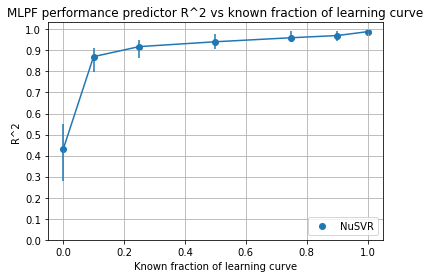 MLPF performance predictor R^2 vs known fraction of learning curve
1.0
0.9
0.8
0.7
0.6
0.5
0.4
0.3
0.2
0.1
0.0
R^2
NuSVR
0.0 0.2 0.4 0.6 0.8 1.0
Known fraction of learning curve